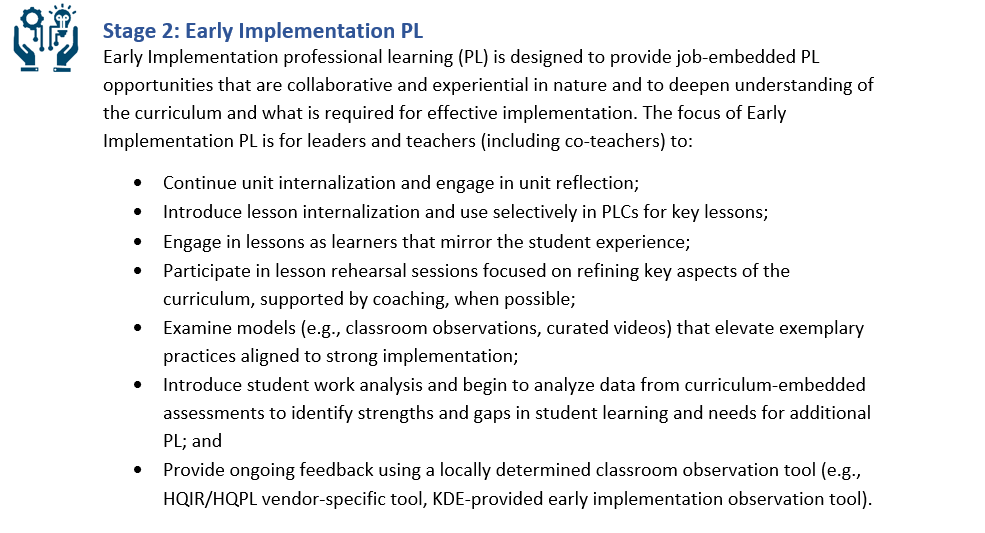 Stage 2: Early Implementation PL
Early Implementation professional learning (PL) is designed to provide job-embedded PL
opportunities that are collaborative and experiential in nature and to deepen understanding of
the curriculum and what is required for effective implementation. The focus of Early
Implementation PL is for leaders and teachers (including co-teachers) to:
• Continue unit internalization and engage in unit reflection;
• Introduce lesson internalization and use selectively in PLCs for key lessons;
• Engage in lessons as learners that mirror the student experience;
• Participate in lesson rehearsal sessions focused on refining key aspects of the
curriculum, supported by coaching, when possible;
• Examine models (e.g., classroom observations, curated videos) that elevate exemplary
practices aligned to strong implementation;
• Introduce student work analysis and begin to analyze data from curriculum-embedded
assessments to identify strengths and gaps in student learning and needs for additional
PL; and
• Provide ongoing feedback using a locally determined classroom observation tool (e.g.,
HQIR/HQPL vendor-specific tool, KDE-provided early implementation observation tool).